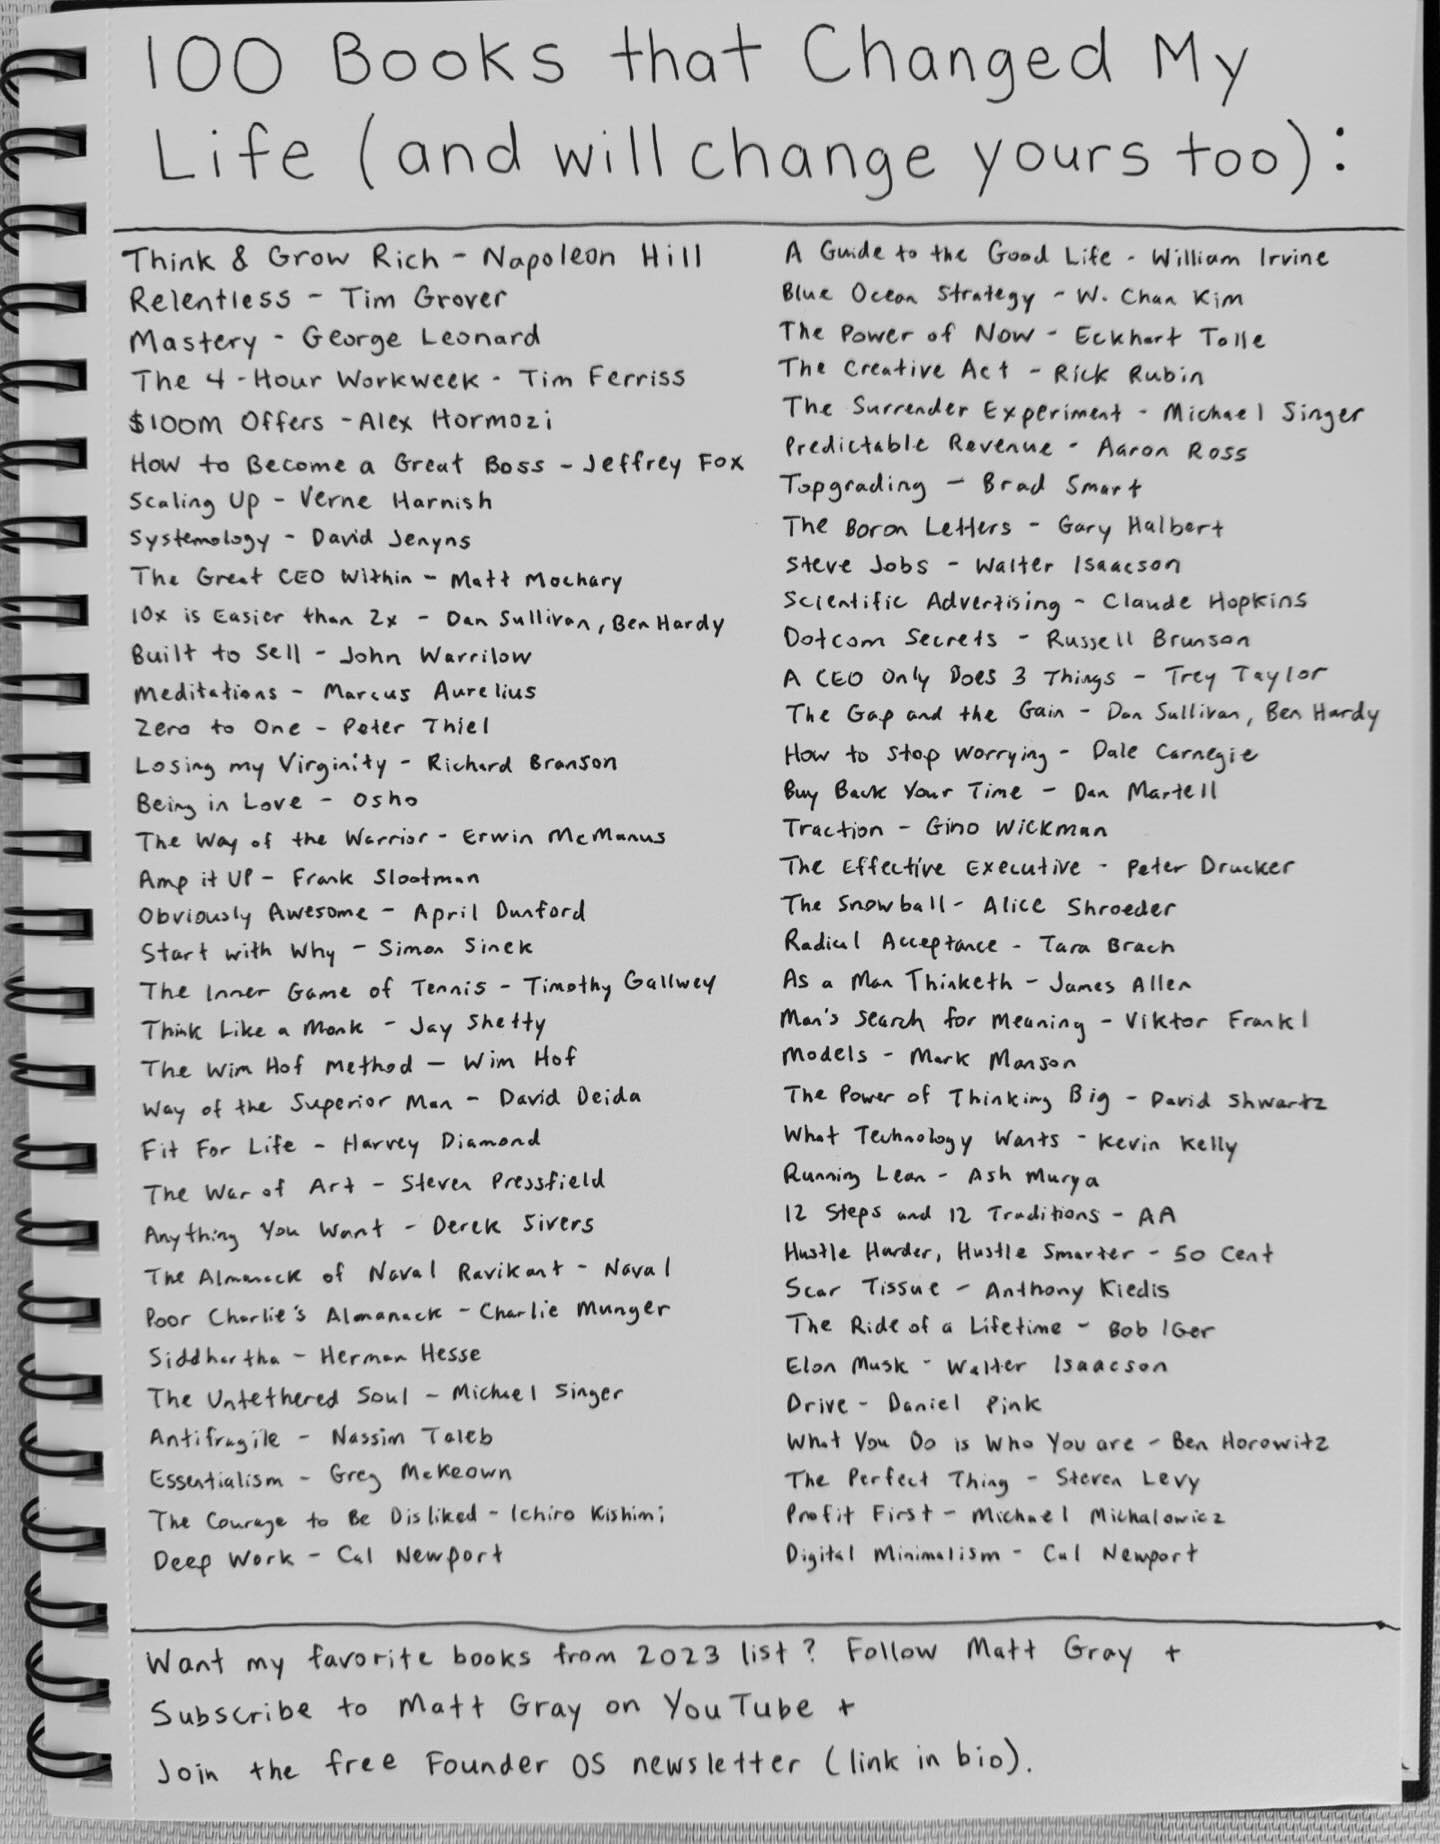 100 Books that Changed My
Life (and will change yours too):
Think & Grow Rich - Napoleon Hill
Relentless - Tim Grover
Mastery - George Leonard
The 4-Hour Workweek - Tim Ferriss
$100M Offers - Alex Hormozi
How to Become a Great Boss - Jeffrey Fox
Scaling Up - Verne Harnish
Systemology - David Jenyns
The Great CEO Within - Matt Mochary
10x is Easier than 2x - Dan Sullivan, Ben Hardy
Built to Sell - John Warrilow
Meditations - Marcus Aurelius
Zero to One - Peter Thiel
Losing my Virginity - Richard Branson
Being in Love - Osho
The Way of the Warrior - Erwin McManus
Amp it UP - Frank Slootman
Obviously Awesome - April Dunford
Start with Why - Simon Sinek
The Inner Game of Tennis - Timothy Gallwey
Think Like a Monk - Jay Shetty
The Wim Hof Method - Wim Hof
Way of the Superior Man - David Deida
Fit For Life - Harvey Diamond
The War of Art - Steven Pressfield
Anything You Want - Derek Sivers
The Almanack of Naval Ravikant - Naval
Poor Charlie's Almanack - Charlie Munger
Siddhartha - Herman Hesse
The Untethered Soul - Michael Singer
Antifragile - Nassim Taleb
Essentialism - Greg McKeown
The Courage to Be Disliked - Ichiro Kishimi
Deep Work - Cal Newport
A Guide to the Good Life - William Irvine
Blue Ocean Strategy - W. Chan Kim
The Power of Now - Eckhart Tolle
The Creative Act - Rick Rubin
The Surrender Experiment - Michael Singer
Predictable Revenue - Aaron Ross
Topgrading - Brad Smart
The Boron Letters - Gary Halbert
Steve Jobs - Walter Isaacson
Scientific Advertising - Claude Hopkins
Dotcom Secrets - Russell Brunson
A CEO Only Does 3 Things - Trey Taylor
The Gap and the Gain - Dan Sullivan, Ben Hardy
How to Stop Worrying - Dale Carnegie
Buy Back Your Time - Dan Martell
Traction - Gino Wickman
The Effective Executive - Peter Drucker
The Snowball - Alice Shroeder
Radical Acceptance - Tara Brach
As a Man Thinketh - James Allen
Man's Search for Meaning - Viktor Frankl
Models - Mark Manson
The Power of Thinking Big - David Shwartz
What Technology Wants - Kevin Kelly
Running Lean - Ash Murya
12 Steps and 12 Traditions - AA
Hustle Harder, Hustle Smarter - 50 Cent
Scar Tissue - Anthony Kiedis
The Ride of a Lifetime - Bob IGer
Elon Musk - Walter Isaacson
Drive - Daniel Pink
What You Do is Who You are - Ben Horowitz
The Perfect Thing - Steven Levy
Profit First - Michael Michalowicz
Digital Minimalism - Cal Newport
Want my favorite books from 2023 list? Follow Matt Gray +
Subscribe to Matt Gray on YouTube +
Join the free Founder OS newsletter (link in bio).